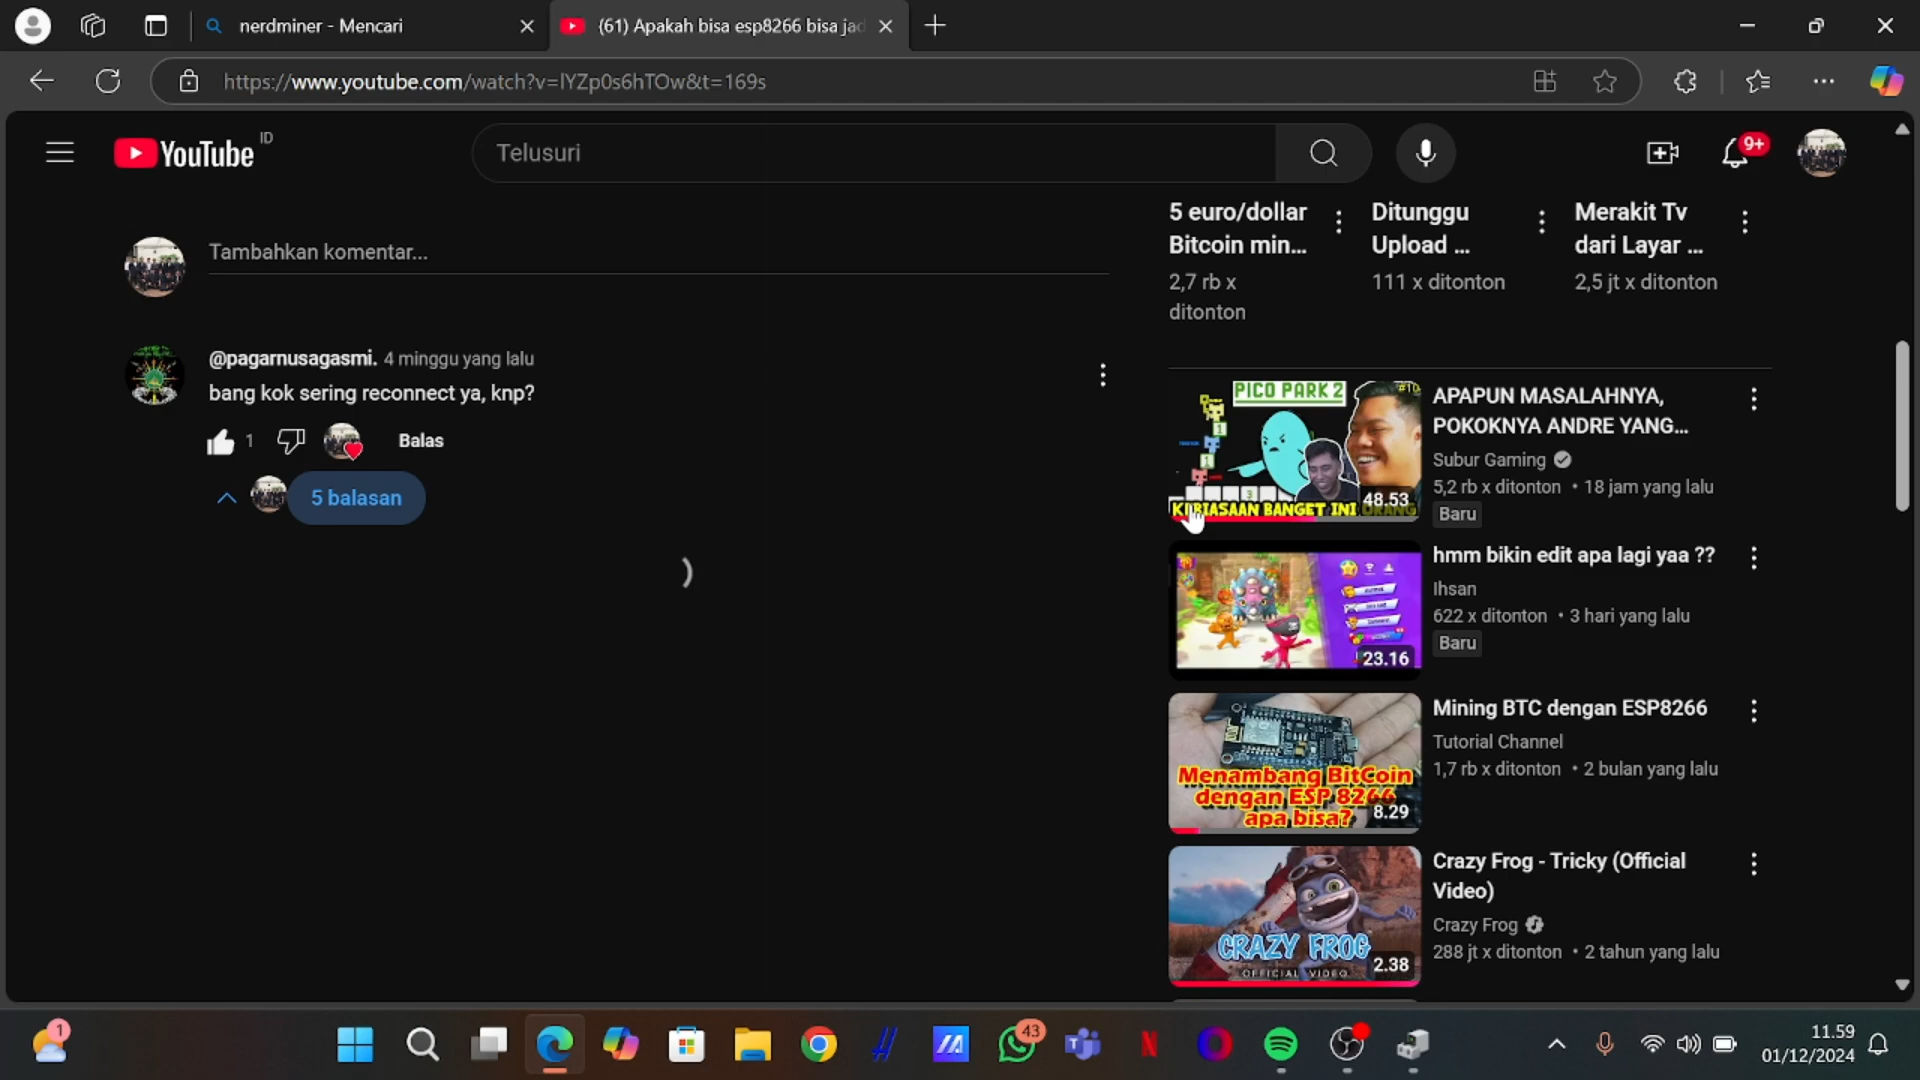 nerdminer - Mencari
(61) Apakah bisa esp8266 bisa jad
https://www.youtube.com/watch?v=lYZp0s6hTOw&t=169s
YouTube ID
Telusuri
9+
5 euro/dollar
Bitcoin min...
2,7 rb x
ditonton
Ditunggu
Upload ...
111 x ditonton
Merakit Tv
dari Layar ...
2,5 jt x ditonton
Tambahkan komentar...
@pagarnusagasmi. 4 minggu yang lalu
bang kok sering reconnect ya, knp?
1
Balas
5 balasan
PICO PARK 2
#10
48.53
KEBIASAAN BANGET INI ORANG
APAPUN MASALAHNYA,
POKOKNYA ANDRE YANG...
Subur Gaming
5,2 rb x ditonton • 18 jam yang lalu
Baru
23.16
hmm bikin edit apa lagi yaa ??
Ihsan
622 x ditonton • 3 hari yang lalu
Baru
Menambang BitCoin
dengan ESP 8266
apa bisa?
8.29
Mining BTC dengan ESP8266
Tutorial Channel
1,7 rb x ditonton • 2 bulan yang lalu
CRAZY FROG
OFFICIAL VIDEO
2.38
Crazy Frog - Tricky (Official
Video)
Crazy Frog
288 jt x ditonton • 2 tahun yang lalu
1
43
11.59
01/12/2024